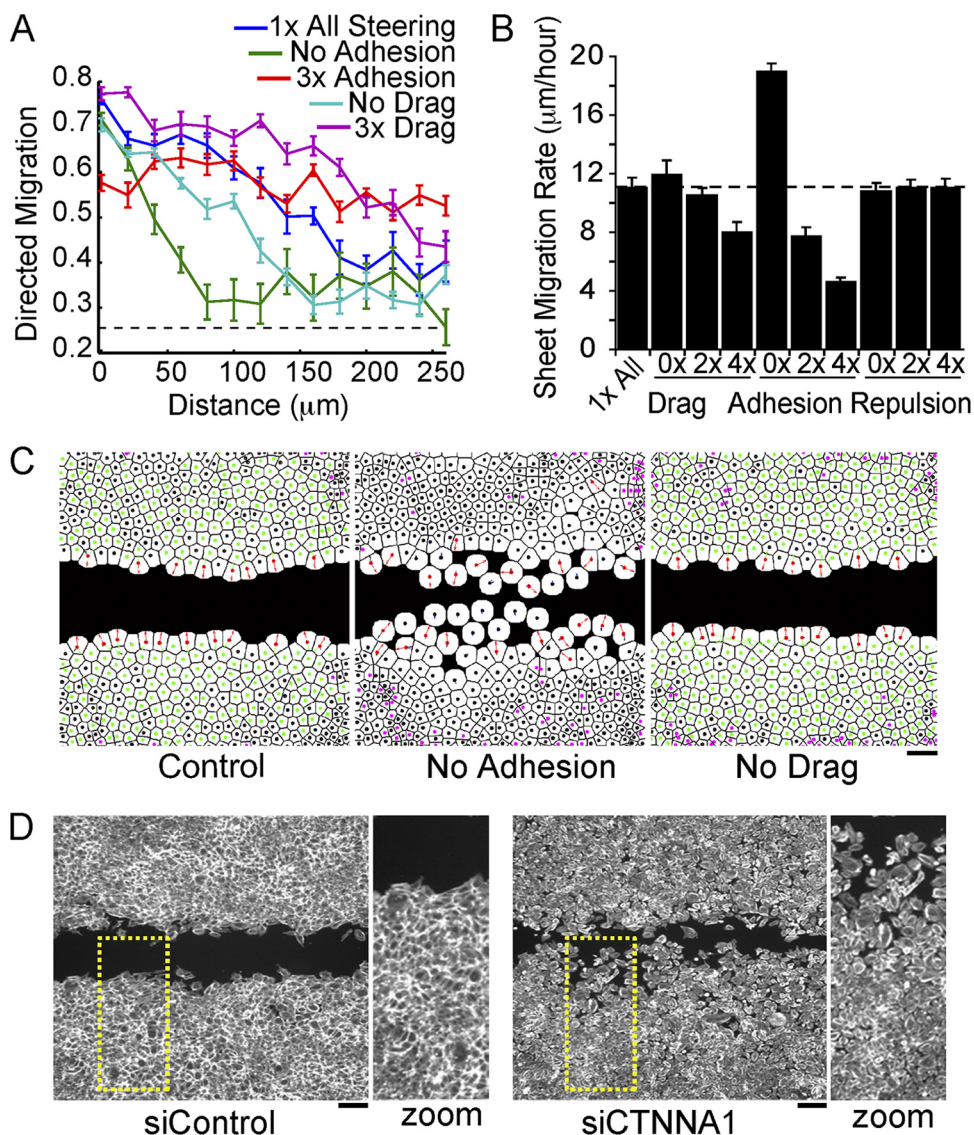 A
1x All Steering
No Adhesion
3x Adhesion
No Drag
3x Drag
Directed Migration
0.8
0.7
0.6
0.5
0.4
0.3
0.2
0 50 100 150 200 250
Distance (μm)
B
Sheet Migration Rate (μm/hour)
20
16
12
8
4
0
1x All
0x 2x 4x 0x 2x 4x 0x 2x 4x
Drag Adhesion Repulsion
C
Control No Adhesion No Drag
D
siControl zoom siCTNNA1 zoom